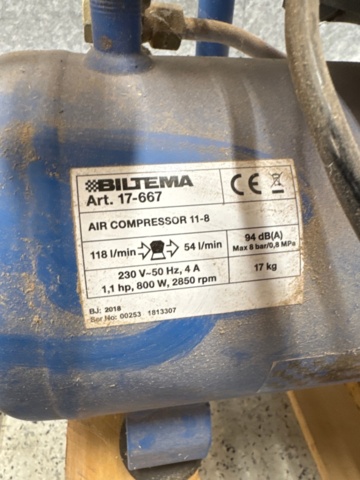 BILTEMA
Art. 17-667
CE
AIR COMPRESSOR 11-8
118 l/min 54 l/min
94 dB(A)
Max 8 bar/0,8 MPa
230 V~50 Hz, 4 A
1,1 hp, 800 W, 2850 rpm
17 kg
BJ: 2018
Ser No: 00253 1813307